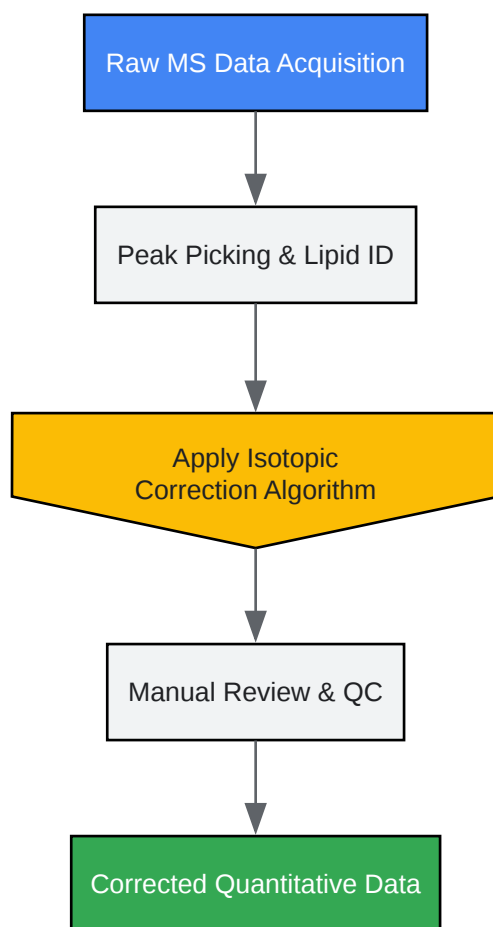 Raw MS Data Acquisition
Peak Picking & Lipid ID
Apply Isotopic
Correction Algorithm
Manual Review & QC
Corrected Quantitative Data